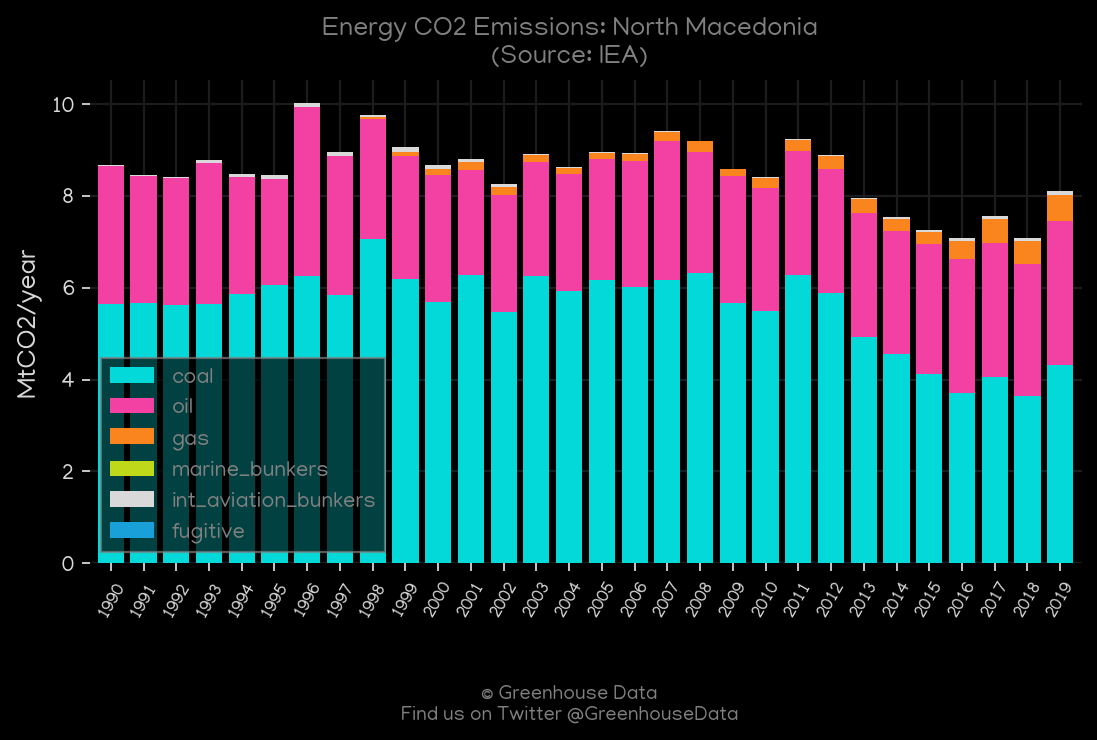 Energy CO2 Emissions: North Macedonia
(Source: IEA)
MtCO2/year
10
8
6
4
2
0
coal
oil
gas
marine_bunkers
int_aviation_bunkers
fugitive
1990 1991 1992 1993 1994 1995 1996 1997 1998 1999 2000 2001 2002 2003 2004 2005 2006 2007 2008 2009 2010 2011 2012 2013 2014 2015 2016 2017 2018 2019
© Greenhouse Data
Find us on Twitter @GreenhouseData